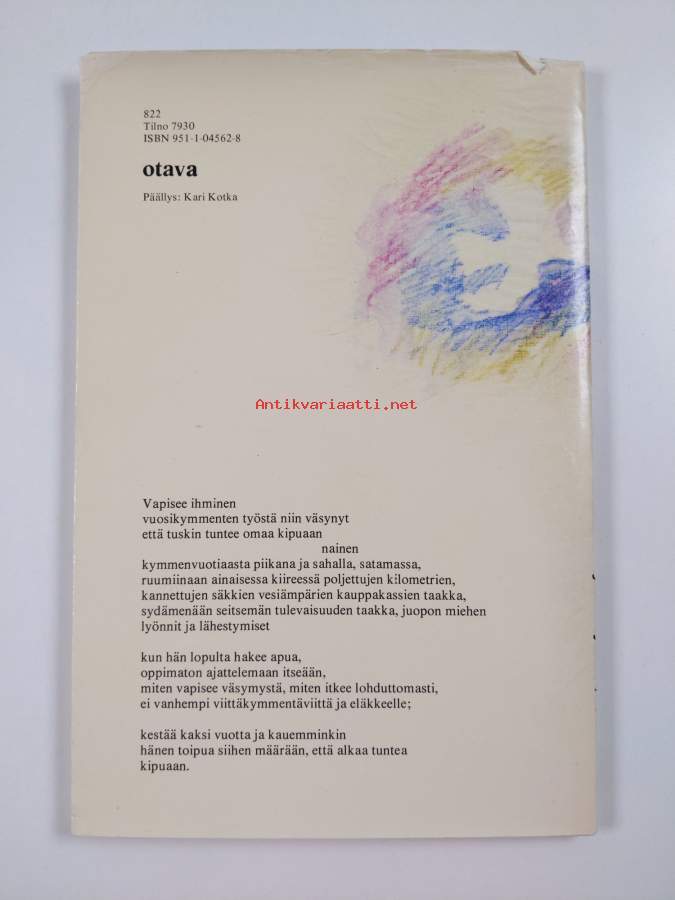 822
Tilno 7930
ISBN 951-1-04562-8
otava
Päällys: Kari Kotka
Antikvariaatti.net
Vapisee ihminen
vuosikymmenten työstä niin väsynyt
että tuskin tuntee omaa kipuaan
nainen
kymmenvuotiaasta piikana ja sahalla, satamassa,
ruumiinaan ainaisessa kiireessä poljettujen kilometrien,
kannettujen säkkien vesiämpärien kauppakassien taakka,
sydämenään seitsemän tulevaisuuden taakka, juopon miehen
lyönnit ja lähestymiset
kun hän lopulta hakee apua,
oppimaton ajattelemaan itseään,
miten vapisee väsymystä, miten itkee lohduttomasti,
ei vanhempi viittäkymmentäviittä ja eläkkeelle;
kestää kaksi vuotta ja kauemminkin
hänen toipua siihen määrään, että alkaa tuntea
kipuaan.